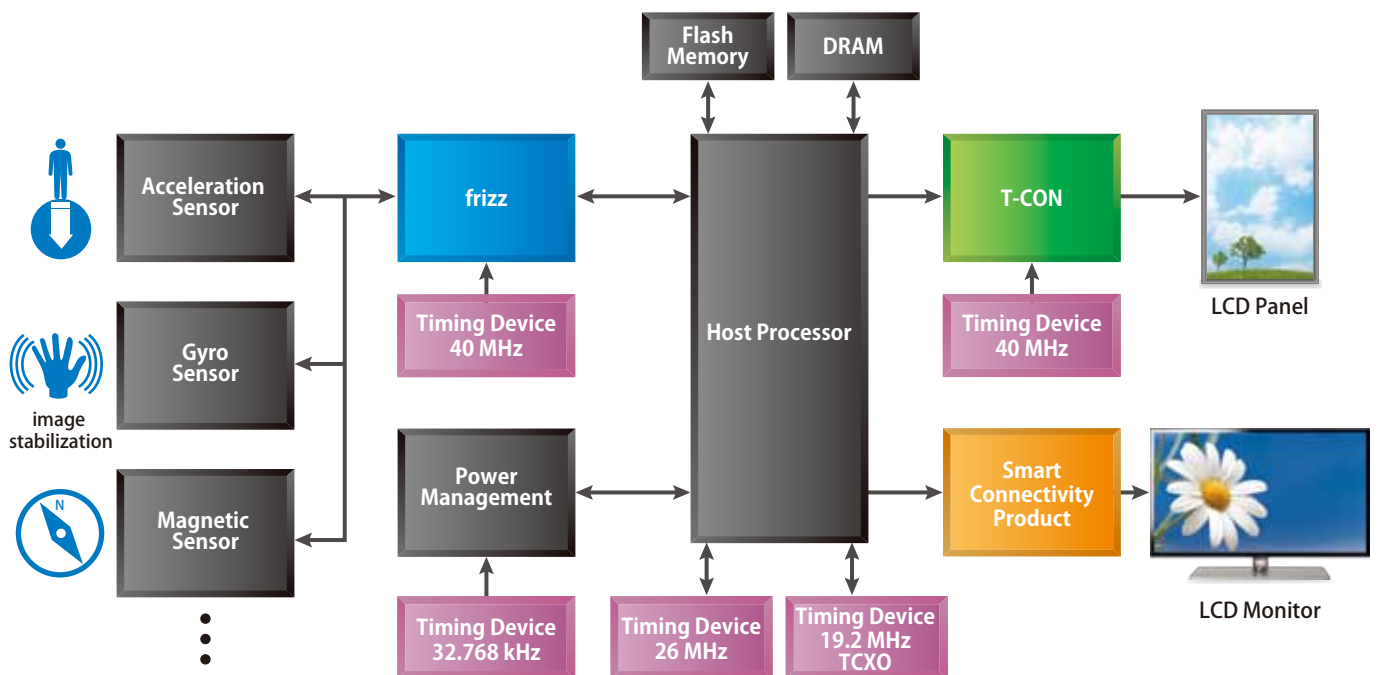 Flash
Memory
DRAM
Acceleration
Sensor
frizz
T-CON
Timing Device
40 MHz
Timing Device
40 MHz
LCD Panel
Host Processor
Gyro
Sensor
image
stabilization
Power
Management
Smart
Connectivity
Product
N
Magnetic
Sensor
LCD Monitor
Timing Device
32.768 kHz
Timing Device
26 MHz
Timing Device
19.2 MHz
TCXO